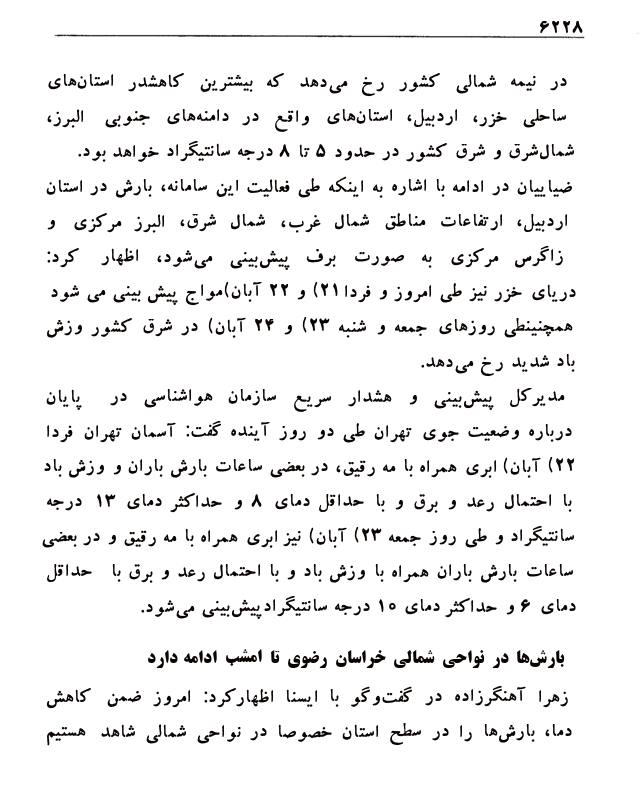 ۶۲۲۸
در نیمه شمالی کشور رخ می‌دهد که بیشترین کاهشدر استان‌های
ساحلی خزر، اردبیل، استان‌های واقع در دامنه‌های جنوبی البرز،
شمال‌شرق و شرق کشور در حدود ۵ تا ۸ درجه سانتیگراد خواهد بود.
ضیاییان در ادامه با اشاره به اینکه طی فعالیت این سامانه، بارش در استان
اردبیل، ارتفاعات مناطق شمال غرب، شمال شرق، البرز مرکزی و
زاگرس مرکزی به صورت برف پیش‌بینی می‌شود، اظهار کرد:
دریای خزر نیز طی امروز و فردا ۲۱) و ۲۲ آبان)مواج پیش بینی می شود
همچنینطی روزهای جمعه و شنبه ۲۳) و ۲۴ آبان) در شرق کشور وزش
باد شدید رخ می‌دهد.
مدیرکل پیش‌بینی و هشدار سریع سازمان هواشناسی در پایان
درباره وضعیت جوی تهران طی دو روز آینده گفت: آسمان تهران فردا
۲۲) آبان) ابری همراه با مه رقیق، در بعضی ساعات بارش باران و وزش باد
با احتمال رعد و برق و با حداقل دمای ۸ و حداکثر دمای ۱۳ درجه
سانتیگراد و طی روز جمعه ۲۳) آبان) نیز ابری همراه با مه رقیق و در بعضی
ساعات بارش باران همراه با وزش باد و با احتمال رعد و برق با حداقل
دمای ۶ و حداکثر دمای ۱۰ درجه سانتیگرادپیش‌بینی می‌شود.
بارش‌ها در نواحی شمالی خراسان رضوی تا امشب ادامه دارد
زهرا آهنگرزاده در گفت‌وگو با ایسنا اظهارکرد: امروز ضمن کاهش
دما، بارش‌ها را در سطح استان خصوصا در نواحی شمالی شاهد هستیم